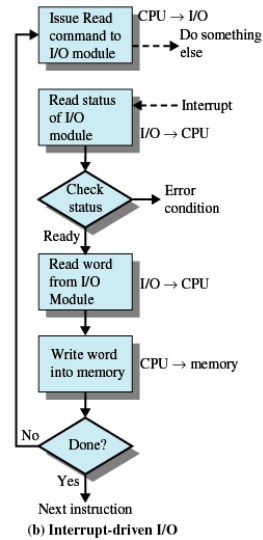 Issue Read
command to
I/O module
CPU → I/O
Do something
else
Read status
of I/O
module
Interrupt
I/O → CPU
Check
status
Error
condition
Ready
Read word
from I/O
Module
I/O → CPU
Write word
into memory
CPU → memory
No
Done?
Yes
Next instruction
(b) Interrupt-driven I/O